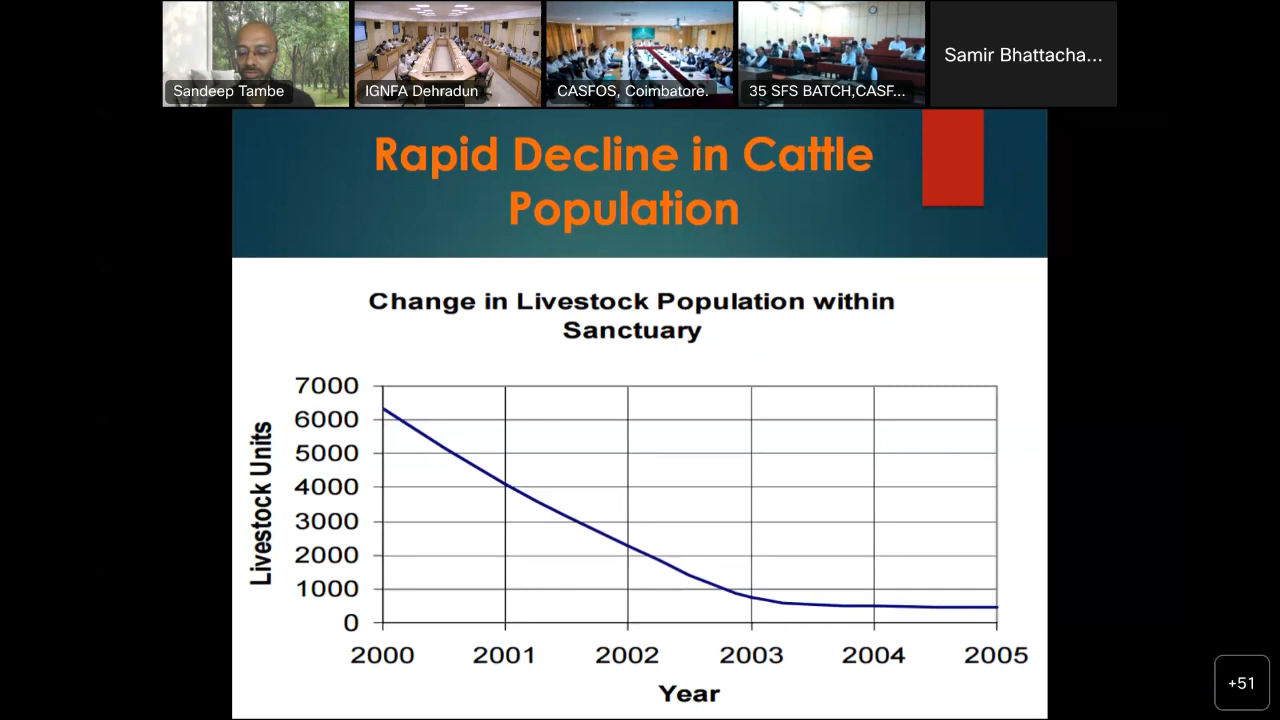 Sandeep Tambe
IGNFA Dehradun
CASFOS, Coimbatore.
35 SFS BATCH,CASF...
Samir Bhattacha...
Rapid Decline in Cattle
Population
Change in Livestock Population within
Sanctuary
Livestock Units
7000
6000
5000
4000
3000
2000
1000
0
2000 2001 2002 2003 2004 2005
Year
+51